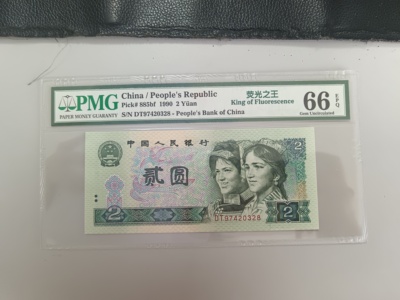 PMG
PAPER MONEY GUARANTY
China / People's Republic
Pick# 885bf 1990 2 Yüan
S/N DT97420328 - People's Bank of China
荧光之王
King of Fluorescence
66 EPQ
Gem Uncirculated
中国人民银行
贰圆
2
2
DT97420328